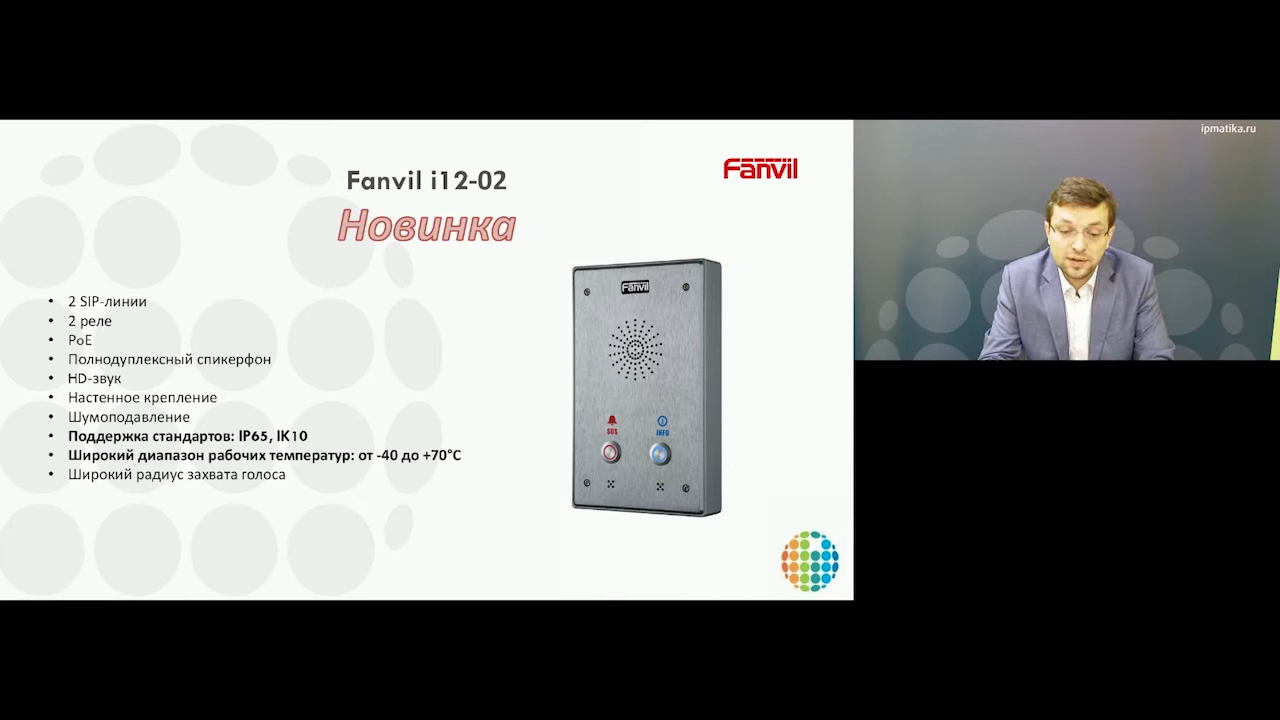 ipmatika.ru
Fanvil i12-02
Fanvil
Новинка
• 2 SIP-линии
• 2 реле
• PoE
• Полнодуплексный спикерфон
• HD-звук
• Настенное крепление
• Шумоподавление
• Поддержка стандартов: IP65, IK10
• Широкий диапазон рабочих температур: от -40 до +70°C
• Широкий радиус захвата голоса
Fanvil
SOS
INFO